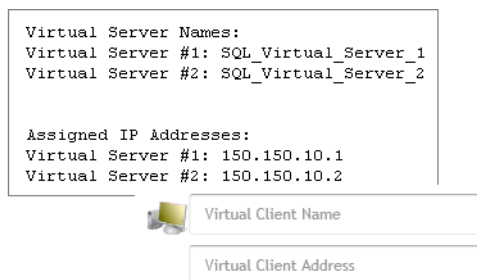 Virtual Server Names:
Virtual Server #1: SQL_Virtual_Server_1
Virtual Server #2: SQL_Virtual_Server_2
Assigned IP Addresses:
Virtual Server #1: 150.150.10.1
Virtual Server #2: 150.150.10.2
Virtual Client Name
Virtual Client Address